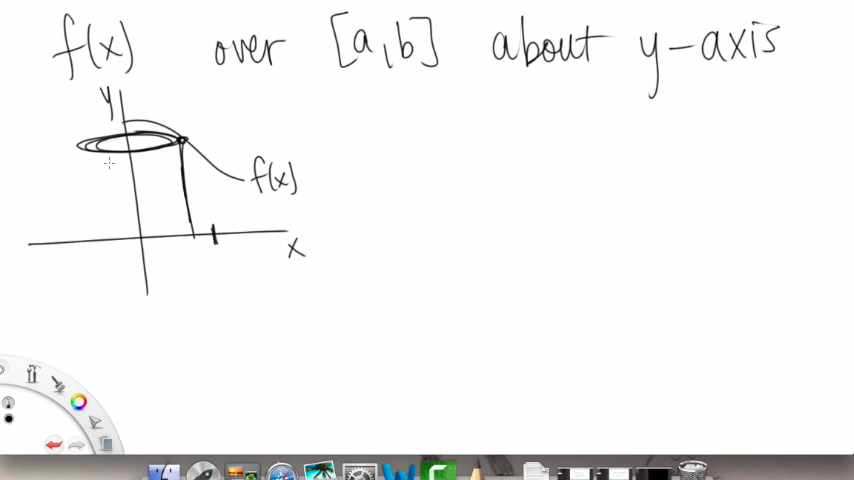 f(x) over [a,b] about y-axis
y
f(x)
x